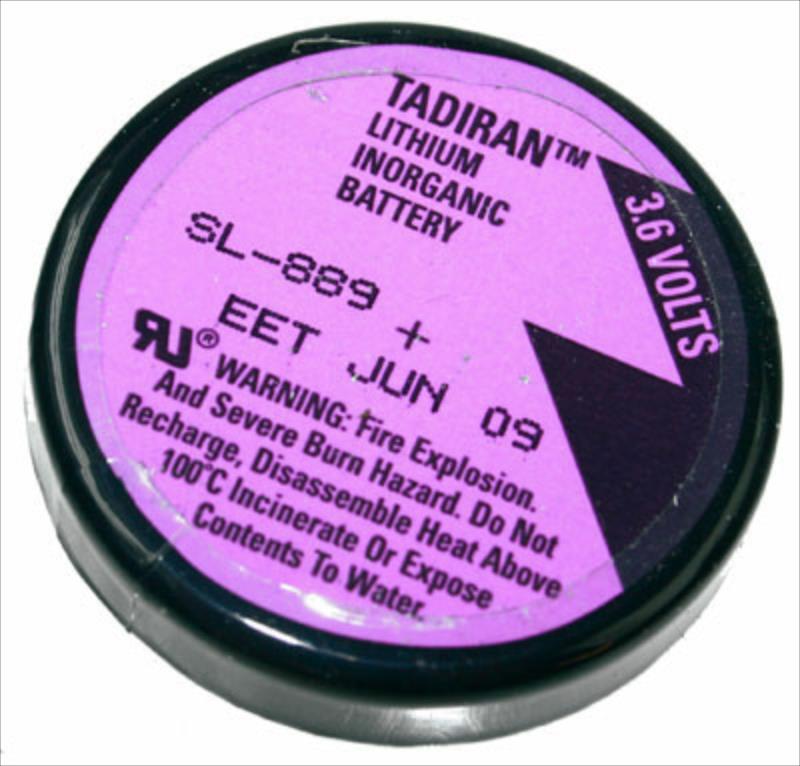 TADIRAN™
LITHIUM
INORGANIC
BATTERY
3.6 VOLTS
SL-889 +
EET JUN 09
RU®
WARNING: Fire Explosion.
And Severe Burn Hazard. Do Not
Recharge, Disassemble Heat Above
100°C Incinerate Or Expose
Contents To Water.